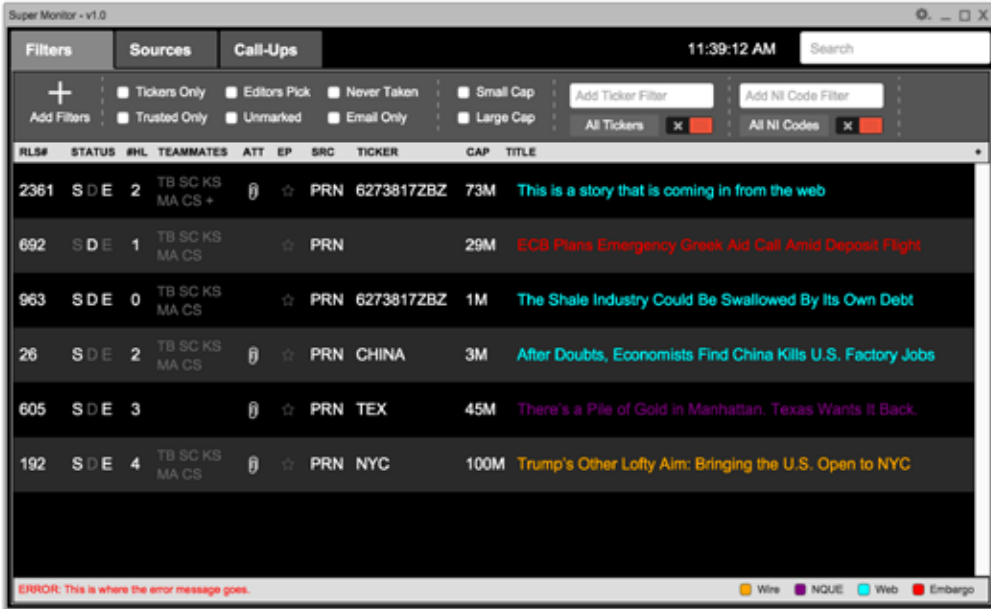 Super Monitor - v1.0
Filters Sources Call-Ups 11:39:12 AM Search
Add Filters
Tickers Only Editors Pick Never Taken Small Cap Add Ticker Filter Add NI Code Filter
Trusted Only Unmarked Email Only Large Cap All Tickers All NI Codes
RLS# STATUS #HL TEAMMATES ATT EP SRC TICKER CAP TITLE +
2361 S D E 2 TB SC KS MA CS + PRN 6273817ZBZ 73M This is a story that is coming in from the web
692 S D E 1 TB SC KS MA CS PRN 29M ECB Plans Emergency Greek Aid Call Amid Deposit Flight
963 S D E 0 TB SC KS MA CS PRN 6273817ZBZ 1M The Shale Industry Could Be Swallowed By Its Own Debt
26 S D E 2 TB SC KS MA CS PRN CHINA 3M After Doubts, Economists Find China Kills U.S. Factory Jobs
605 S D E 3 PRN TEX 45M There's a Pile of Gold in Manhattan. Texas Wants It Back.
192 S D E 4 TB SC KS MA CS PRN NYC 100M Trump's Other Lofty Aim: Bringing the U.S. Open to NYC
ERROR: This is where the error message goes. Wire NQUE Web Embargo